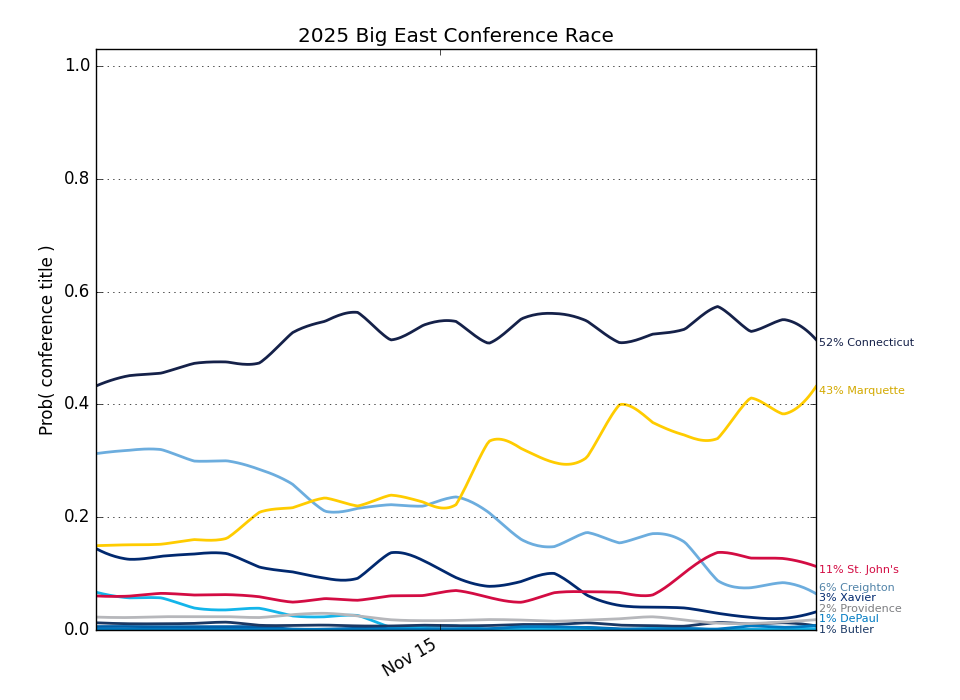 2025 Big East Conference Race
Prob( conference title )
1.0
0.8
0.6
0.4
0.2
0.0
Nov 15
52% Connecticut
43% Marquette
11% St. John's
6% Creighton
3% Xavier
2% Providence
1% DePaul
1% Butler